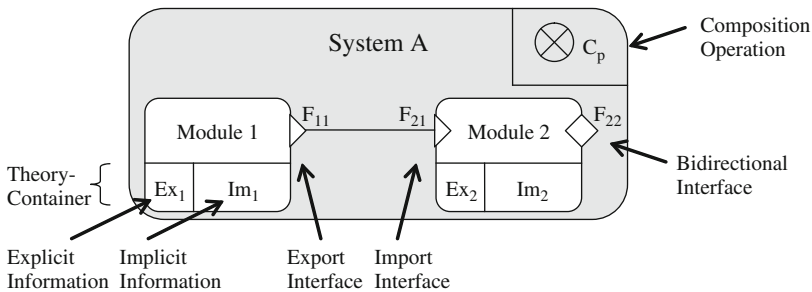 System A
C_p
Composition
Operation
F_11
F_21
F_22
Module 1
Module 2
Bidirectional
Interface
Theory-
Container
Ex_1
Im_1
Ex_2
Im_2
Explicit
Information
Implicit
Information
Export
Interface
Import
Interface